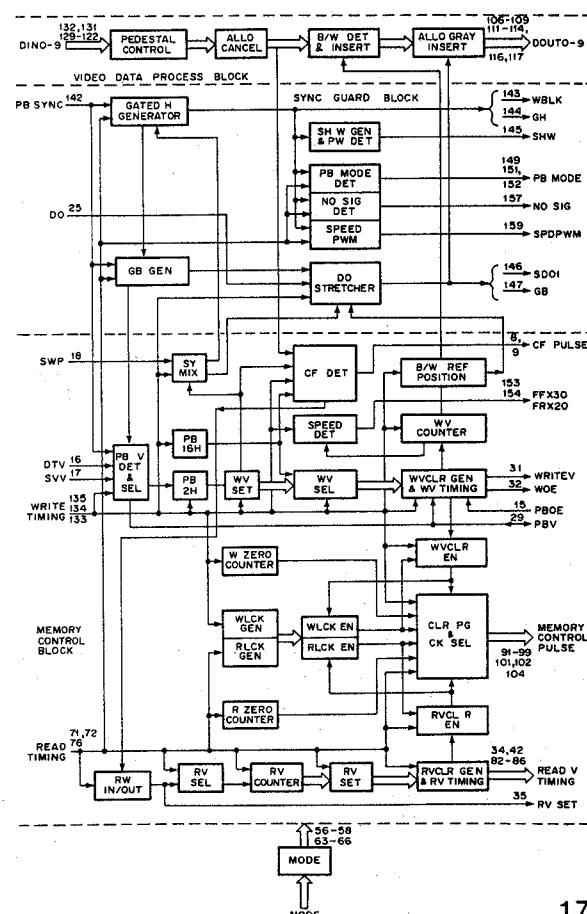 132, 131
129-122
DINO-9
PEDESTAL
CONTROL
ALLO
CANCEL
B/W DET
& INSERT
ALLO GRAY
INSERT
106-109
111-114,
116,117
DOUTO-9
VIDEO DATA PROCESS BLOCK
PB SYNC 142
GATED H
GENERATOR
SYNC GUARD BLOCK
143
WBLK
144
GH
SH W GEN
& PW DET
145
SHW
PB MODE
DET
149
151,
152
PB MODE
NO SIG
DET
157
NO SIG
SPEED
PWM
159
SPDPWM
DO 25
GB GEN
DO
STRETCHER
146
SDOI
147
GB
SWP 18
SY
MIX
CF DET
8,
9
CF PULSE
B/W REF
POSITION
153
154
FFX30
FRX20
PB
16H
SPEED
DET
WV
COUNTER
DTV 16
SVV 17
PB V
DET
&
SEL
PB
2H
WV
SET
WV
SEL
WVCLR GEN
& WV TIMING
31
WRITEV
32
WOE
WRITE
TIMING
135
134
133
15
PBOE
29
PBV
W ZERO
COUNTER
WVCLR
EN
WLCK
GEN
RLCK
GEN
WLCK EN
RLCK EN
CLR PG
&
CK SEL
MEMORY
CONTROL
PULSE
91-99
101,102
104
MEMORY
CONTROL
BLOCK
R ZERO
COUNTER
RVCL R
EN
READ
TIMING
71,72
76
34,42
82-86
RW
IN/OUT
RV
SEL
RV
COUNTER
RV
SET
RVCLR GEN
& RV TIMING
READ V
TIMING
35
RV SET
56-58
63-66
MODE
MODE
17